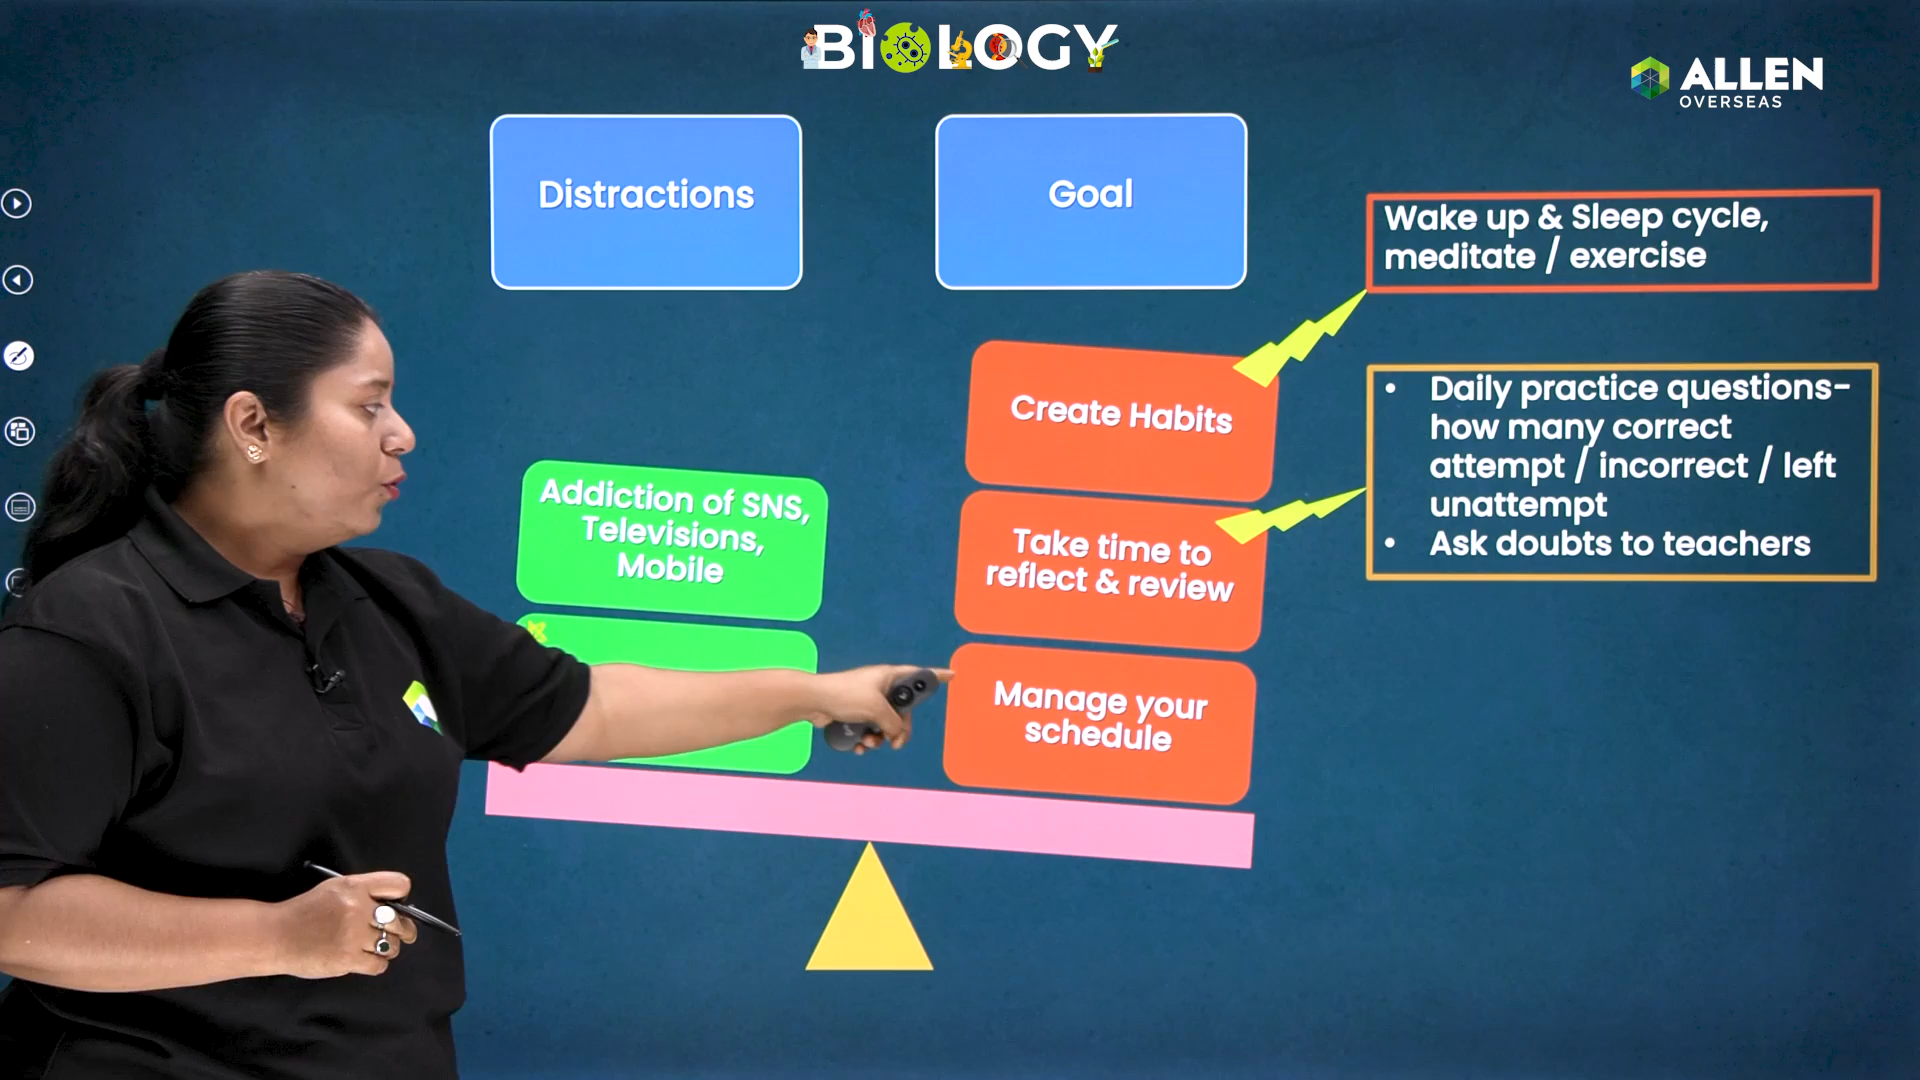 BIOLOGY
ALLEN
OVERSEAS
Distractions
Goal
Wake up & Sleep cycle,
meditate / exercise
Create Habits
Daily practice questions-
how many correct
attempt / incorrect / left
unattempt
• Ask doubts to teachers
Addiction of SNS,
Televisions,
Mobile
Take time to
reflect & review
Manage your
schedule